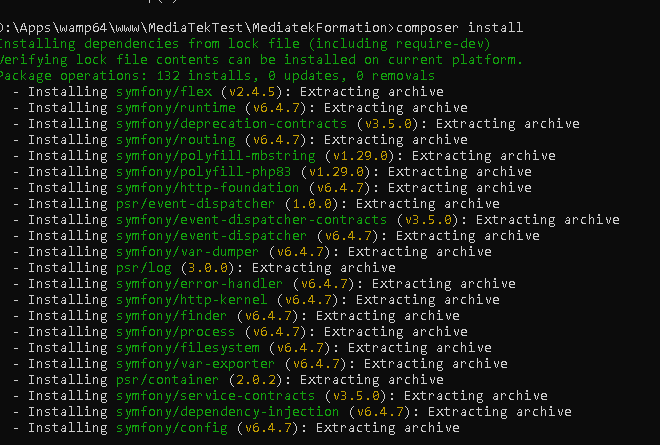 D:\Apps\wamp64\www\MediaTekTest\MediatekFormation>composer install
Installing dependencies from lock file (including require-dev)
Verifying lock file contents can be installed on current platform.
Package operations: 132 installs, 0 updates, 0 removals
- Installing symfony/flex (v2.4.5): Extracting archive
- Installing symfony/runtime (v6.4.7): Extracting archive
- Installing symfony/deprecation-contracts (v3.5.0): Extracting archive
- Installing symfony/routing (v6.4.7): Extracting archive
- Installing symfony/polyfill-mbstring (v1.29.0): Extracting archive
- Installing symfony/polyfill-php83 (v1.29.0): Extracting archive
- Installing symfony/http-foundation (v6.4.7): Extracting archive
- Installing psr/event-dispatcher (1.0.0): Extracting archive
- Installing symfony/event-dispatcher-contracts (v3.5.0): Extracting archive
- Installing symfony/event-dispatcher (v6.4.7): Extracting archive
- Installing symfony/var-dumper (v6.4.7): Extracting archive
- Installing psr/log (3.0.0): Extracting archive
- Installing symfony/error-handler (v6.4.7): Extracting archive
- Installing symfony/http-kernel (v6.4.7): Extracting archive
- Installing symfony/finder (v6.4.7): Extracting archive
- Installing symfony/process (v6.4.7): Extracting archive
- Installing symfony/filesystem (v6.4.7): Extracting archive
- Installing symfony/var-exporter (v6.4.7): Extracting archive
- Installing psr/container (2.0.2): Extracting archive
- Installing symfony/service-contracts (v3.5.0): Extracting archive
- Installing symfony/dependency-injection (v6.4.7): Extracting archive
- Installing symfony/config (v6.4.7): Extracting archive